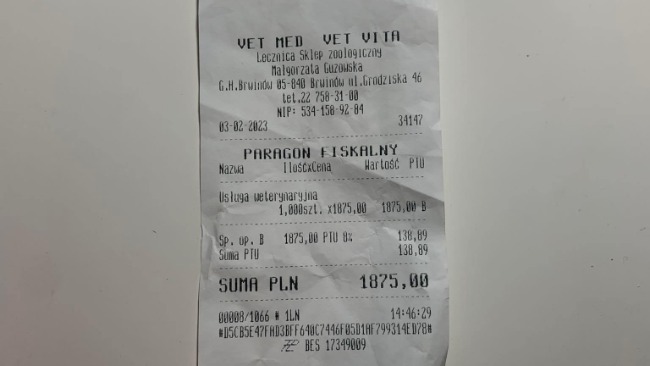 VET MED VET VITA
Lecznica Sklep zoologiczny
Małgorzata Guzowska
G.H.Brwinów 05-840 Brwinów ul.Grodziska 46
tet.22 758-31-00
NIP: 534-150-92-04
03-02-2023 34147
PARAGON FISKALNY
Nazwa IlośćxCena Wartość PTU
Usługa weterynaryjna
1,000szt. x1875,00 1875,00 B
Sp. op. B 1875,00 PTU 8% 138,89
Suma PTU 138,89
SUMA PLN 1875,00
00008/1066 # 1LN 14:46:29
#D5CB5E47FAD3BFF640C7446F05D1AF799314ED78#
BES 17349009